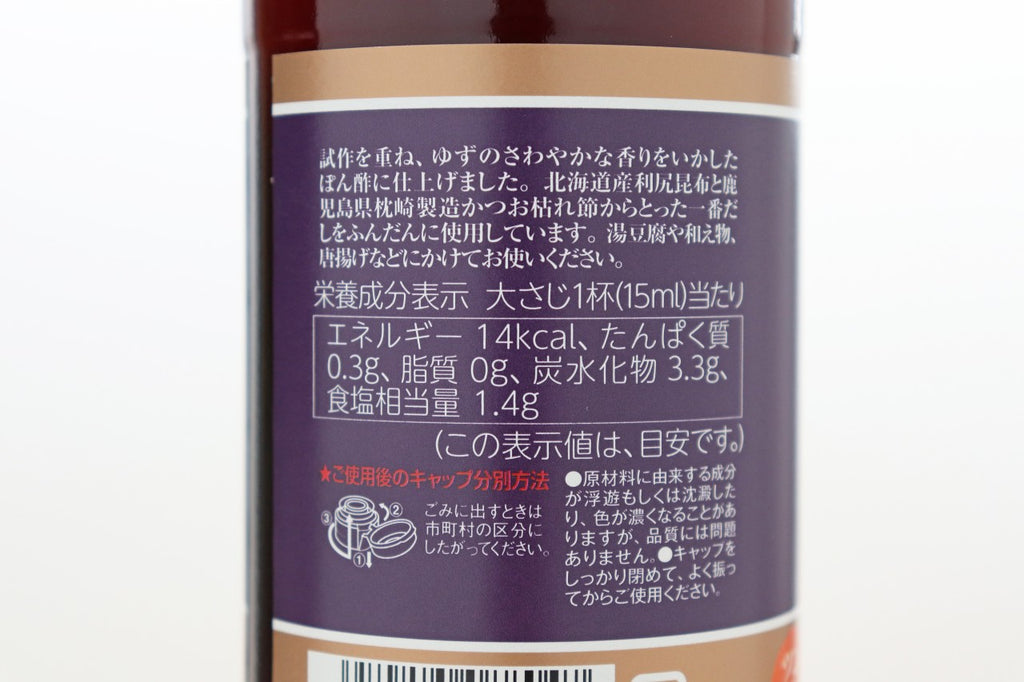 試作を重ね、ゆずのさわやかな香りをいかした
ぽん酢に仕上げました。北海道産利尻昆布と鹿
児島県枕崎製造かつお枯れ節からとった一番だ
しをふんだんに使用しています。湯豆腐や和え物、
唐揚げなどにかけてお使いください。
栄養成分表示 大さじ1杯(15ml)当たり
エネルギー 14kcal、たんぱく質
0.3g、脂質 0g、炭水化物 3.3g、
食塩相当量 1.4g
(この表示値は、目安です。)
★ご使用後のキャップ分別方法
③
②
①
ごみに出すときは
市町村の区分に
したがってください。
●原材料に由来する成分
が浮遊もしくは沈澱した
り、色が濃くなることがあ
りますが、品質には問題
ありません。●キャップを
しっかり閉めて、よく振っ
てからご使用ください。